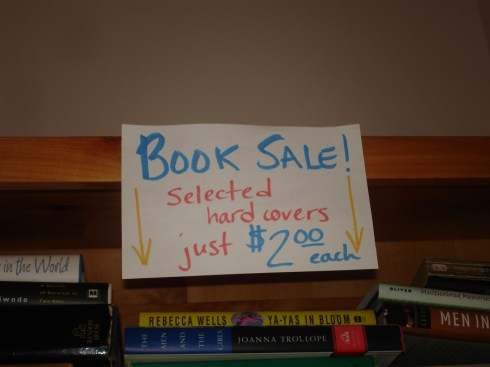 BOOK SALE!
Selected
hard covers
just $2.00 each
in the World
REBECCA WELLS YA-YAS IN BLOOM
THE MEN AND THE GIRLS JOANNA TROLLOPE
OLIVER
MEN IN